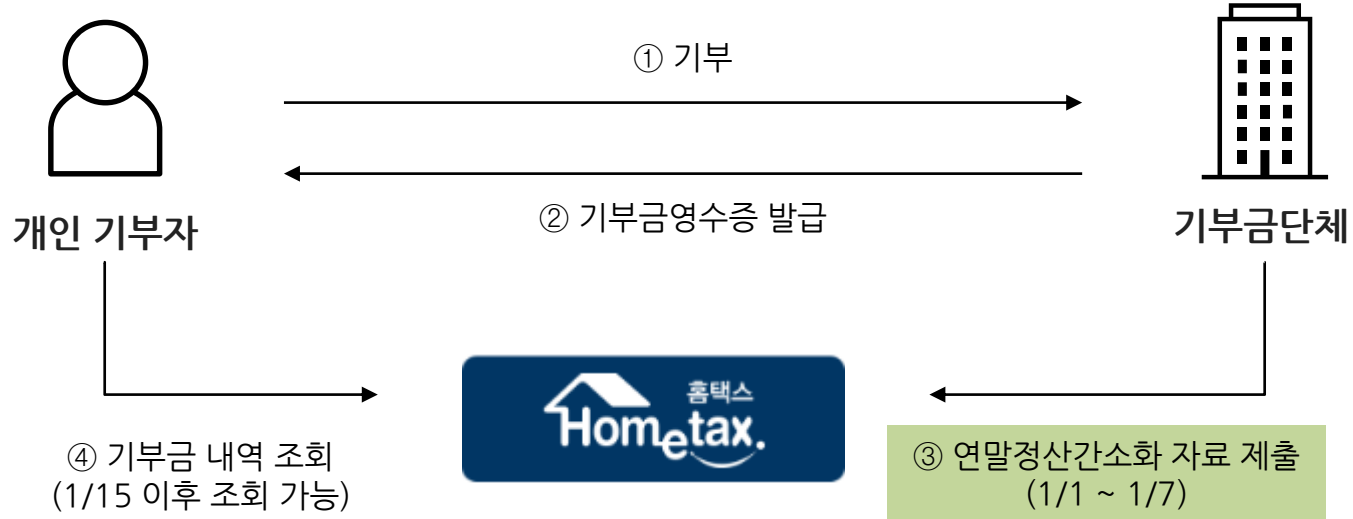 ① 기부
② 기부금영수증 발급
개인 기부자
기부금단체
홈택스
Hometax.
④ 기부금 내역 조회
(1/15 이후 조회 가능)
③ 연말정산간소화 자료 제출
(1/1 ~ 1/7)